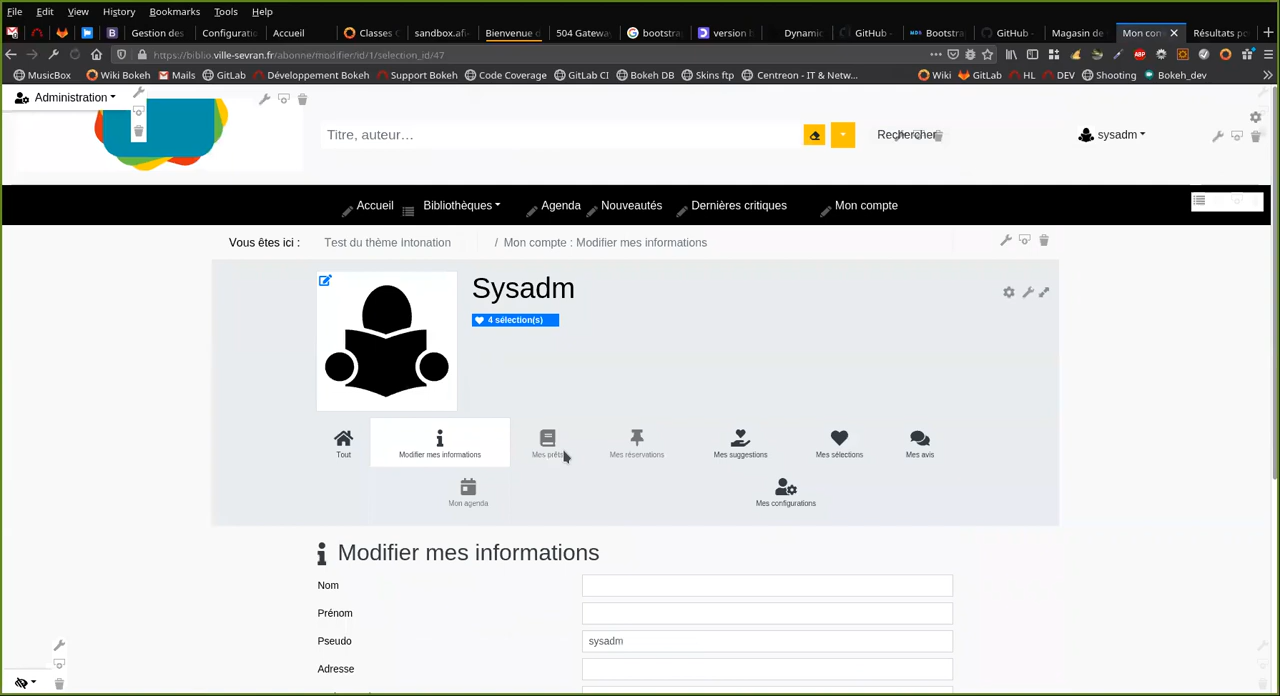 File Edit View History Bookmarks Tools Help
Gestion des Configuratio Accueil Classes C sandbox.afi- Bienvenue d 504 Gateway bootstra version b Dynamic GitHub - Bootstra GitHub - Magasin de Mon con Résultats po
https://biblio.ville-sevran.fr/abonne/modifier/id/1/selection_id/47
MusicBox Wiki Bokeh Mails GitLab Développement Bokeh Support Bokeh Code Coverage GitLab CI Bokeh DB Skins ftp Centreon - IT & Netw... Wiki GitLab HL DEV Shooting Bokeh_dev
Administration
Titre, auteur… Rechercher sysadm
Accueil Bibliothèques Agenda Nouveautés Dernières critiques Mon compte
Vous êtes ici : Test du thème Intonation / Mon compte : Modifier mes informations
Sysadm
4 sélection(s)
Tout Modifier mes informations Mes prêts Mes réservations Mes suggestions Mes sélections Mes avis
Mon agenda Mes configurations
Modifier mes informations
Nom
Prénom
Pseudo sysadm
Adresse